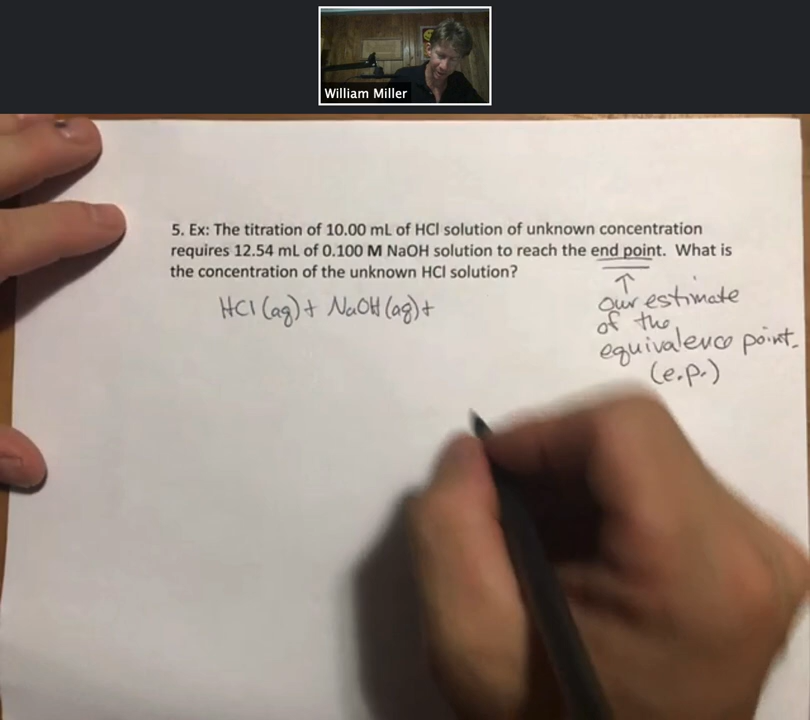 William Miller
5. Ex: The titration of 10.00 mL of HCl solution of unknown concentration
requires 12.54 mL of 0.100 M NaOH solution to reach the end point. What is
the concentration of the unknown HCl solution?
HCl (aq) + NaOH (aq) +
↑
our estimate
of the
equivalence point.
(e.p.)